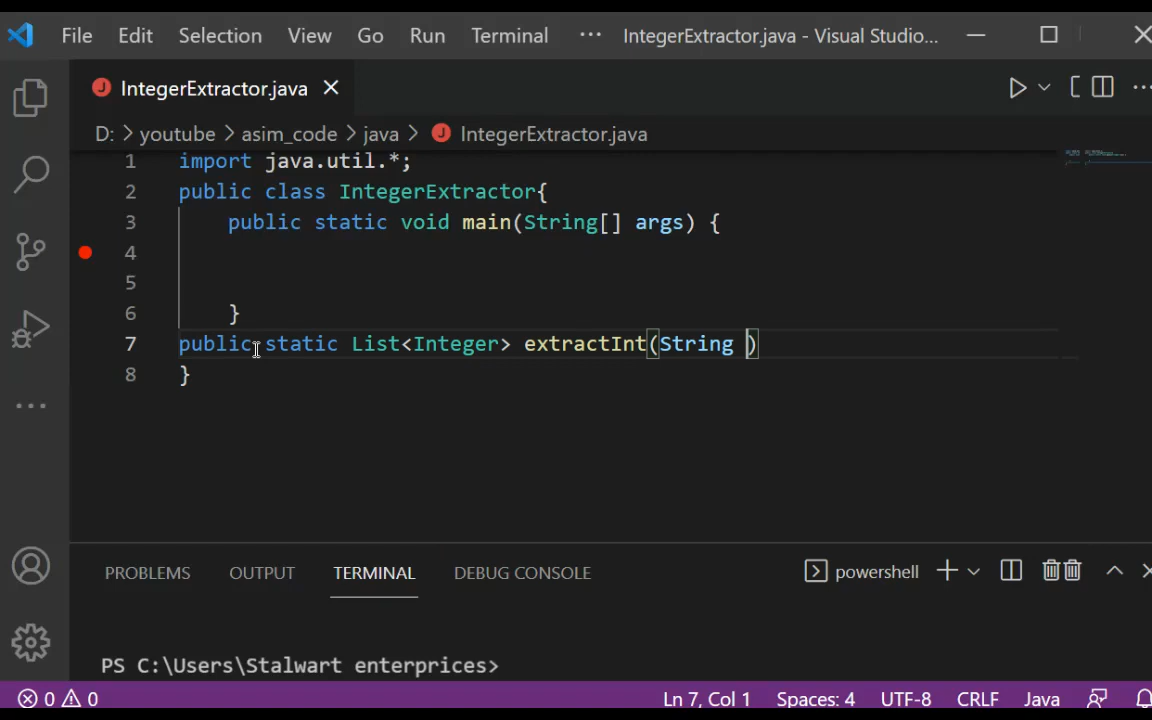 File Edit Selection View Go Run Terminal ··· IntegerExtractor.java - Visual Studio...
J IntegerExtractor.java
D: > youtube > asim_code > java > J IntegerExtractor.java
1 import java.util.*;
2 public class IntegerExtractor{
3 public static void main(String[] args) {
4
5
6 }
7 public static List<Integer> extractInt(String )
8 }
PROBLEMS OUTPUT TERMINAL DEBUG CONSOLE powershell
PS C:\Users\Stalwart enterprices>
0 0 Ln 7, Col 1 Spaces: 4 UTF-8 CRLF Java